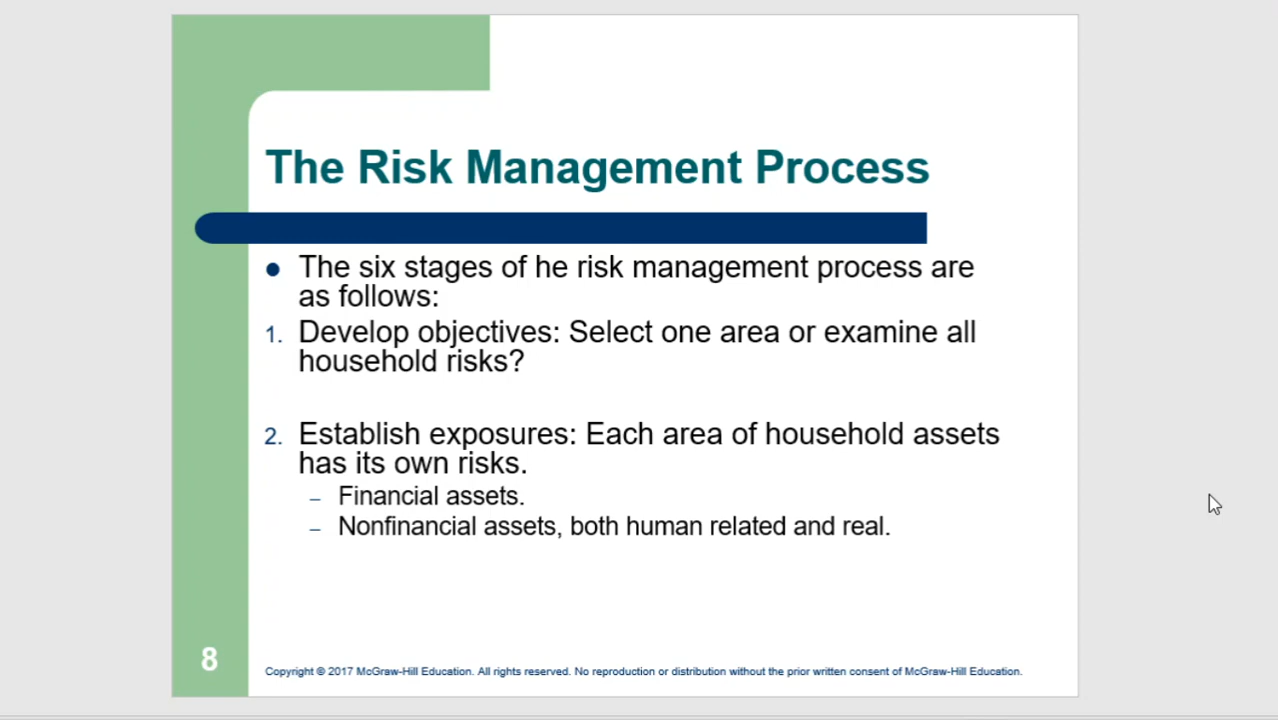 The Risk Management Process
● The six stages of he risk management process are
as follows:
1. Develop objectives: Select one area or examine all
household risks?
2. Establish exposures: Each area of household assets
has its own risks.
– Financial assets.
– Nonfinancial assets, both human related and real.
8
Copyright © 2017 McGraw-Hill Education. All rights reserved. No reproduction or distribution without the prior written consent of McGraw-Hill Education.